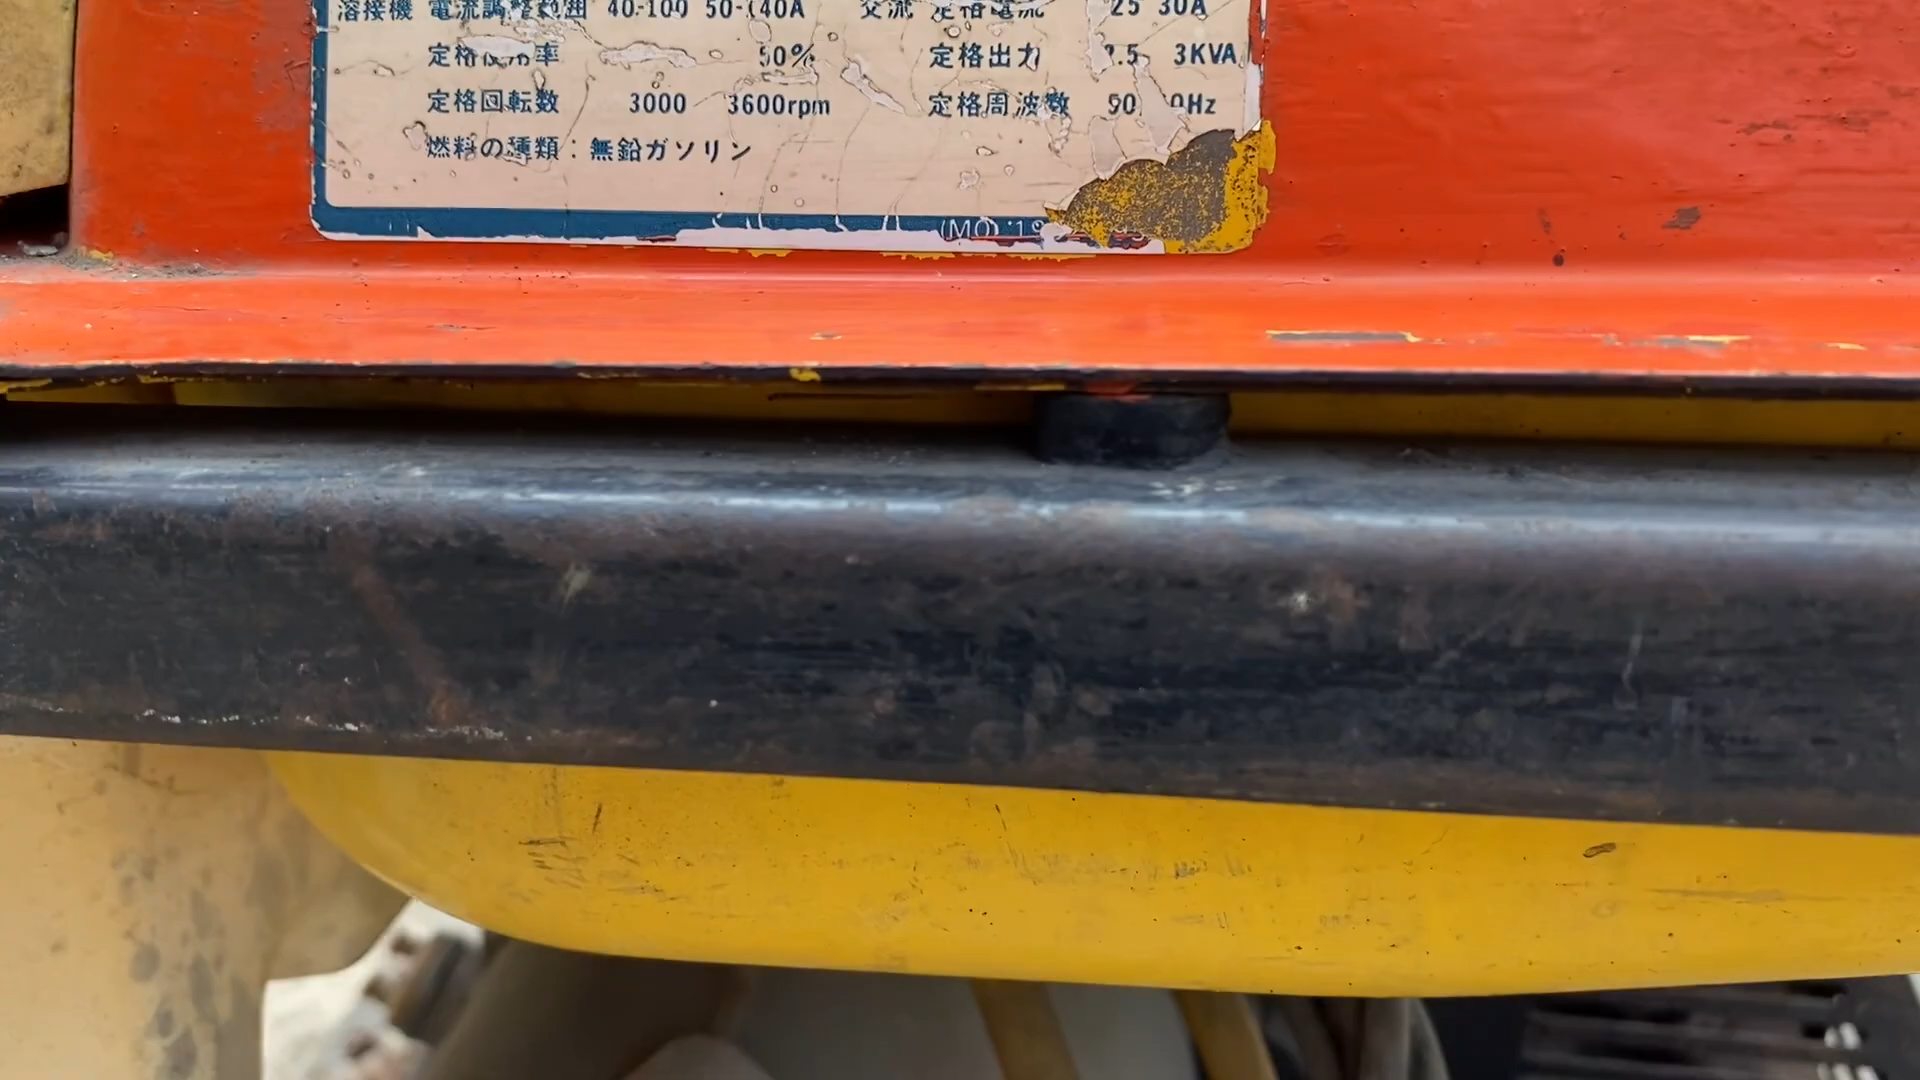 溶接機 電流調整範囲 40-100 50-140A 交流 定格電流 25 30A
定格使用率 50% 定格出力 2.5 3KVA
定格回転数 3000 3600rpm 定格周波数 50 60Hz
燃料の種類：無鉛ガソリン